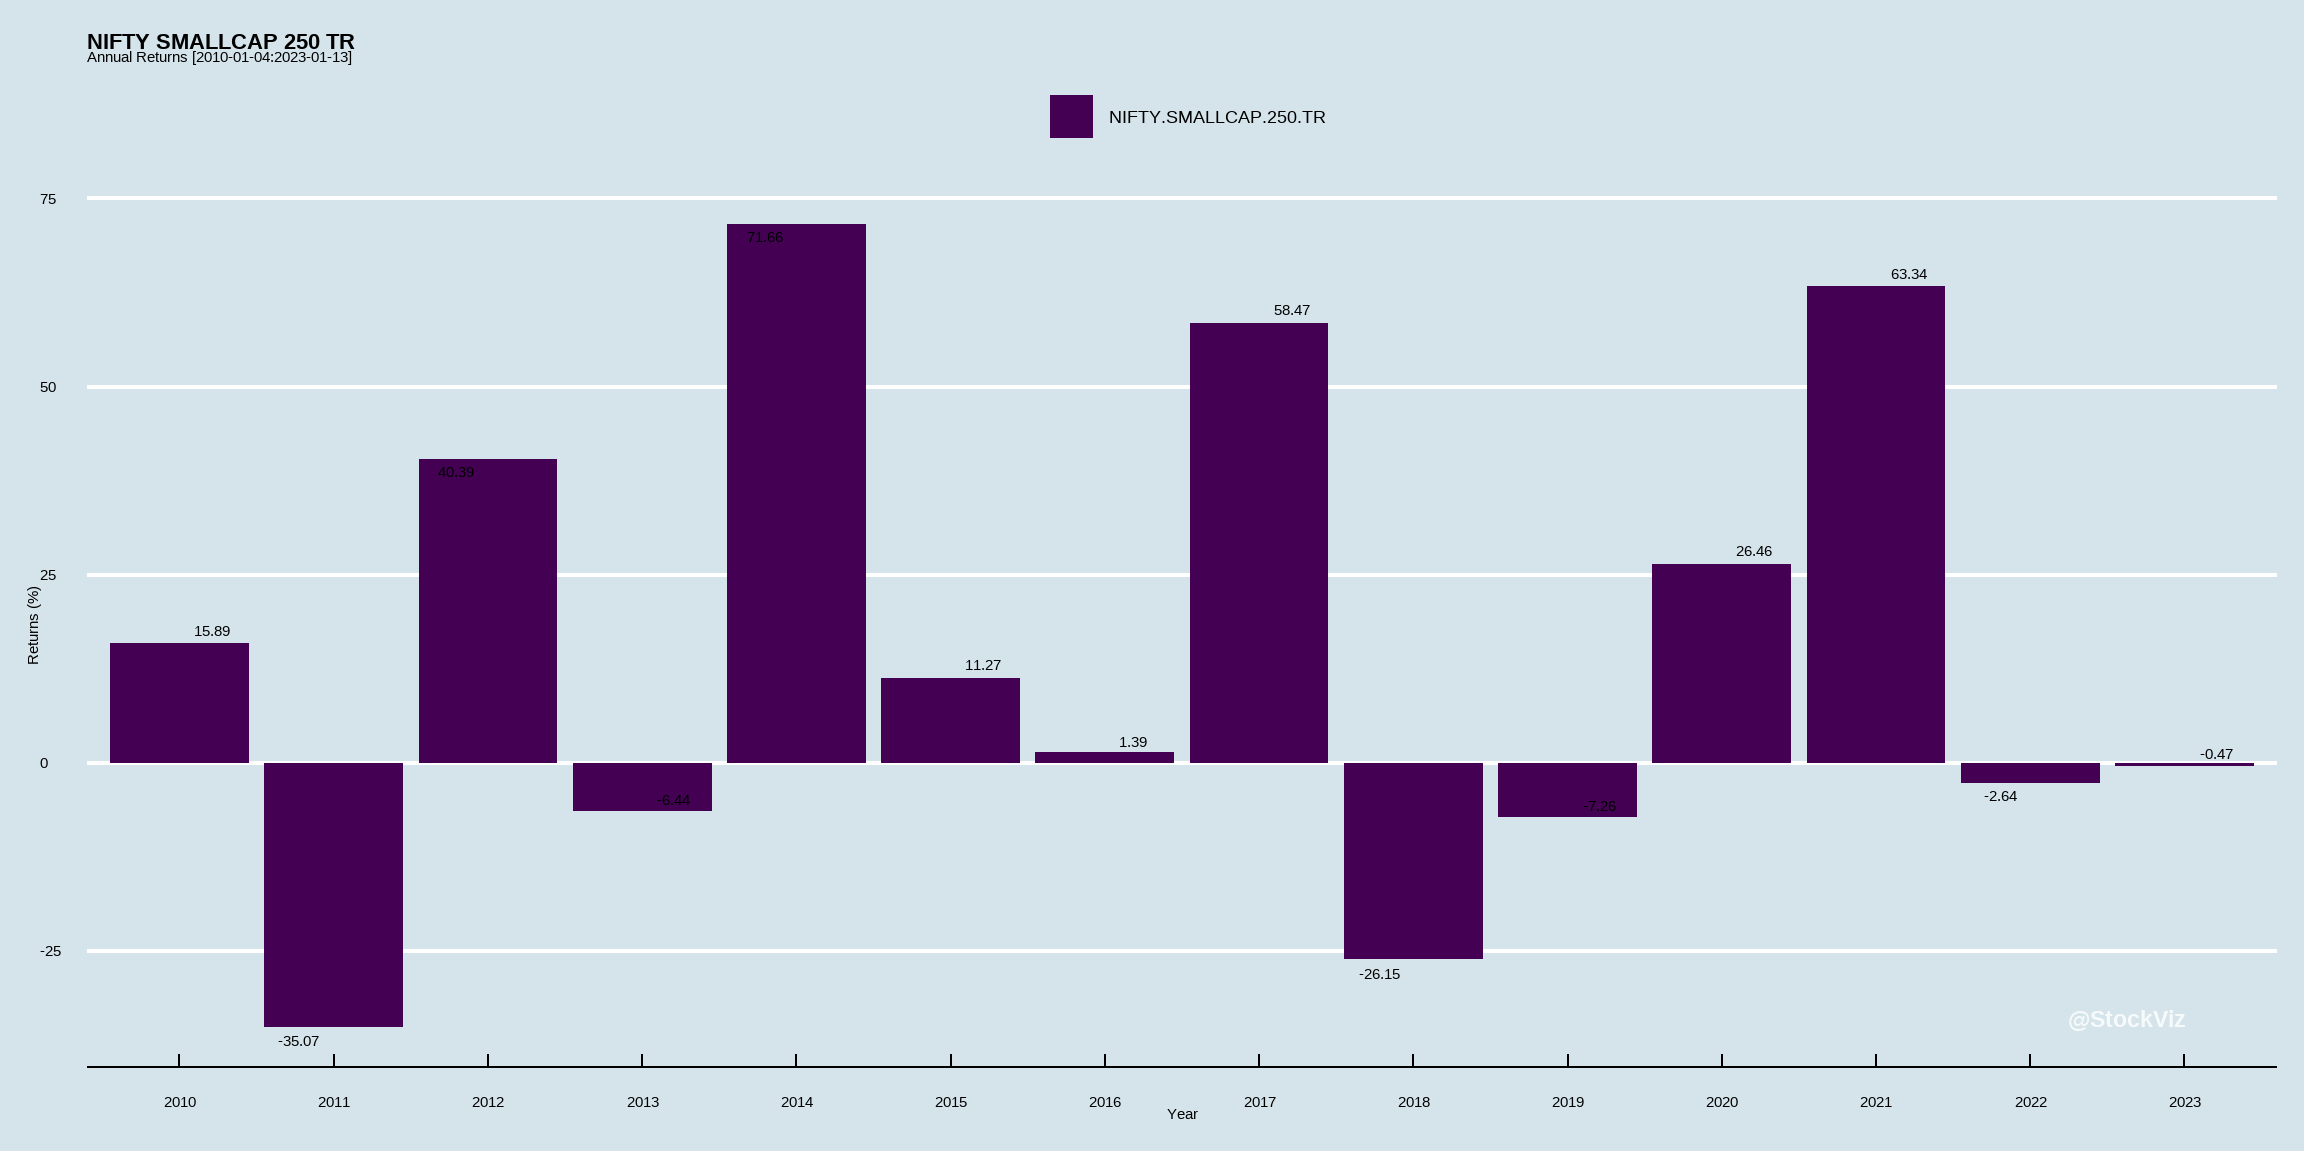 NIFTY SMALLCAP 250 TR
Annual Returns [2010-01-04:2023-01-13]
NIFTY.SMALLCAP.250.TR
75
71.66
63.34
58.47
50
40.39
26.46
25
Returns (%)
15.89
11.27
1.39
0
-0.47
-6.44
-7.26
-2.64
-25
-26.15
@StockViz
-35.07
2010 2011 2012 2013 2014 2015 2016 2017 2018 2019 2020 2021 2022 2023
Year